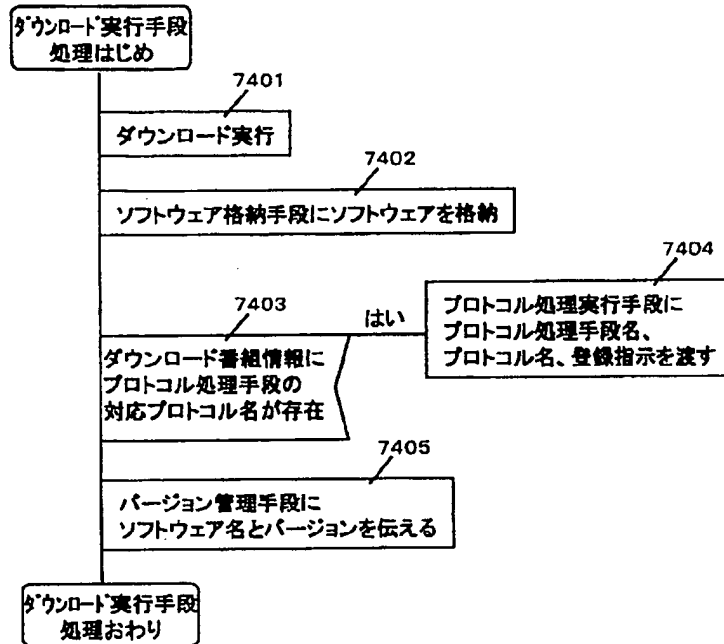 ダウンロード実行手段
処理はじめ
7401
ダウンロード実行
7402
ソフトウェア格納手段にソフトウェアを格納
7403
ダウンロード番組情報に
プロトコル処理手段の
対応プロトコル名が存在
はい
7404
プロトコル処理実行手段に
プロトコル処理手段名、
プロトコル名、登録指示を渡す
7405
バージョン管理手段に
ソフトウェア名とバージョンを伝える
ダウンロード実行手段
処理おわり